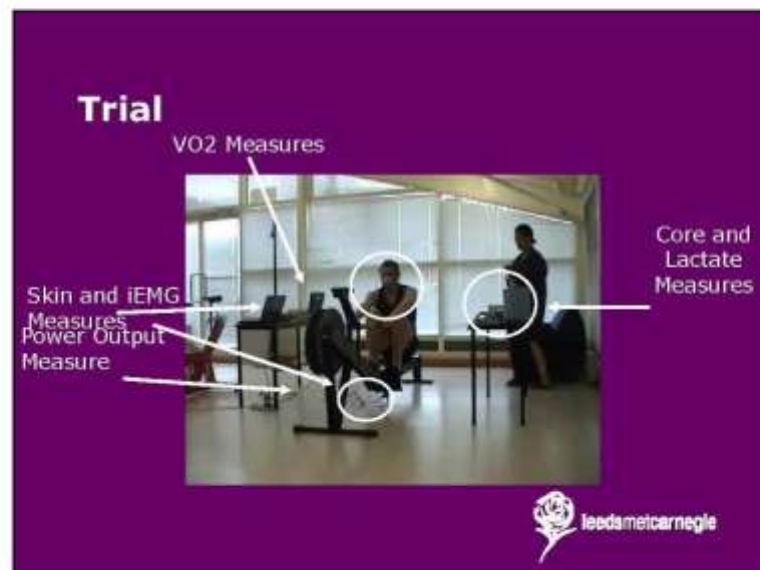 Trial
VO2 Measures
Core and
Lactate
Measures
Skin and iEMG
Measures
Power Output
Measure
leedsmetcarnegie